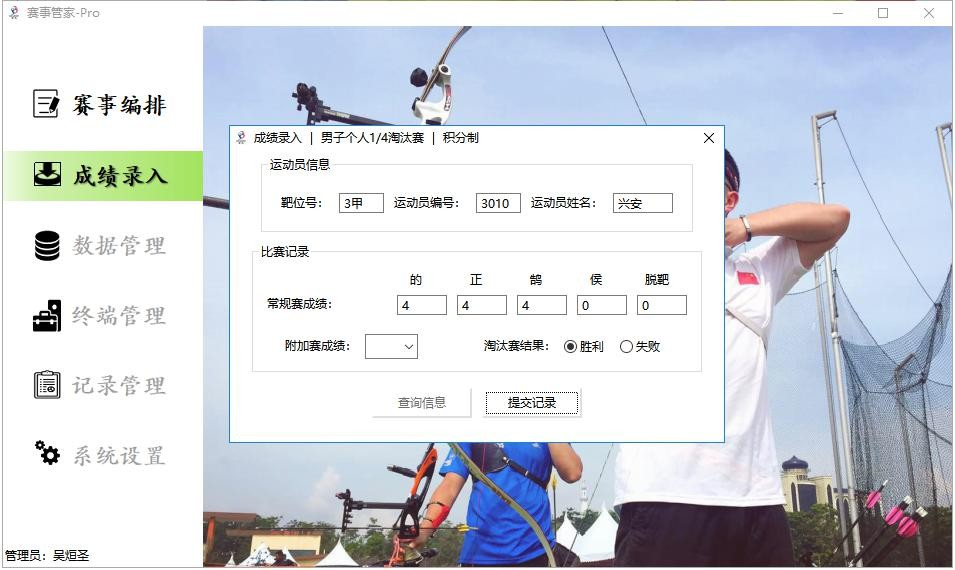 赛事管家-Pro
赛事编排
成绩录入
数据管理
终端管理
记录管理
系统设置
管理员：吴烜圣
成绩录入 | 男子个人1/4淘汰赛 | 积分制
运动员信息
靶位号： 3甲 运动员编号： 3010 运动员姓名： 兴安
比赛记录
的 正 鹄 侯 脱靶
常规赛成绩： 4 4 4 0 0
附加赛成绩： 淘汰赛结果： 胜利 失败
查询信息 提交记录